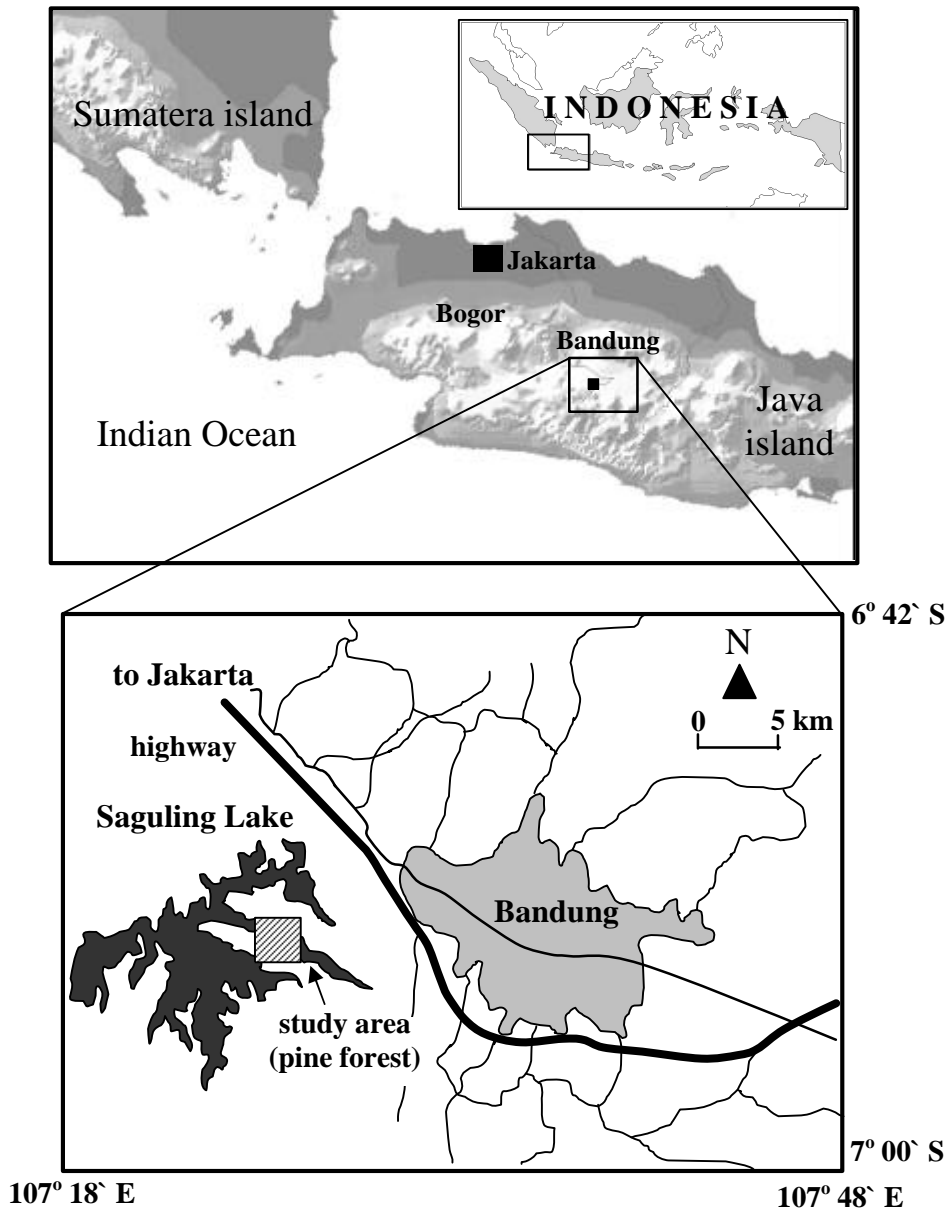 Sumatera island
INDONESIA
Jakarta
Bogor
Bandung
Indian Ocean
Java
island
6° 42` S
to Jakarta
N
0 5 km
highway
Saguling Lake
Bandung
study area
(pine forest)
7° 00` S
107° 18` E
107° 48` E